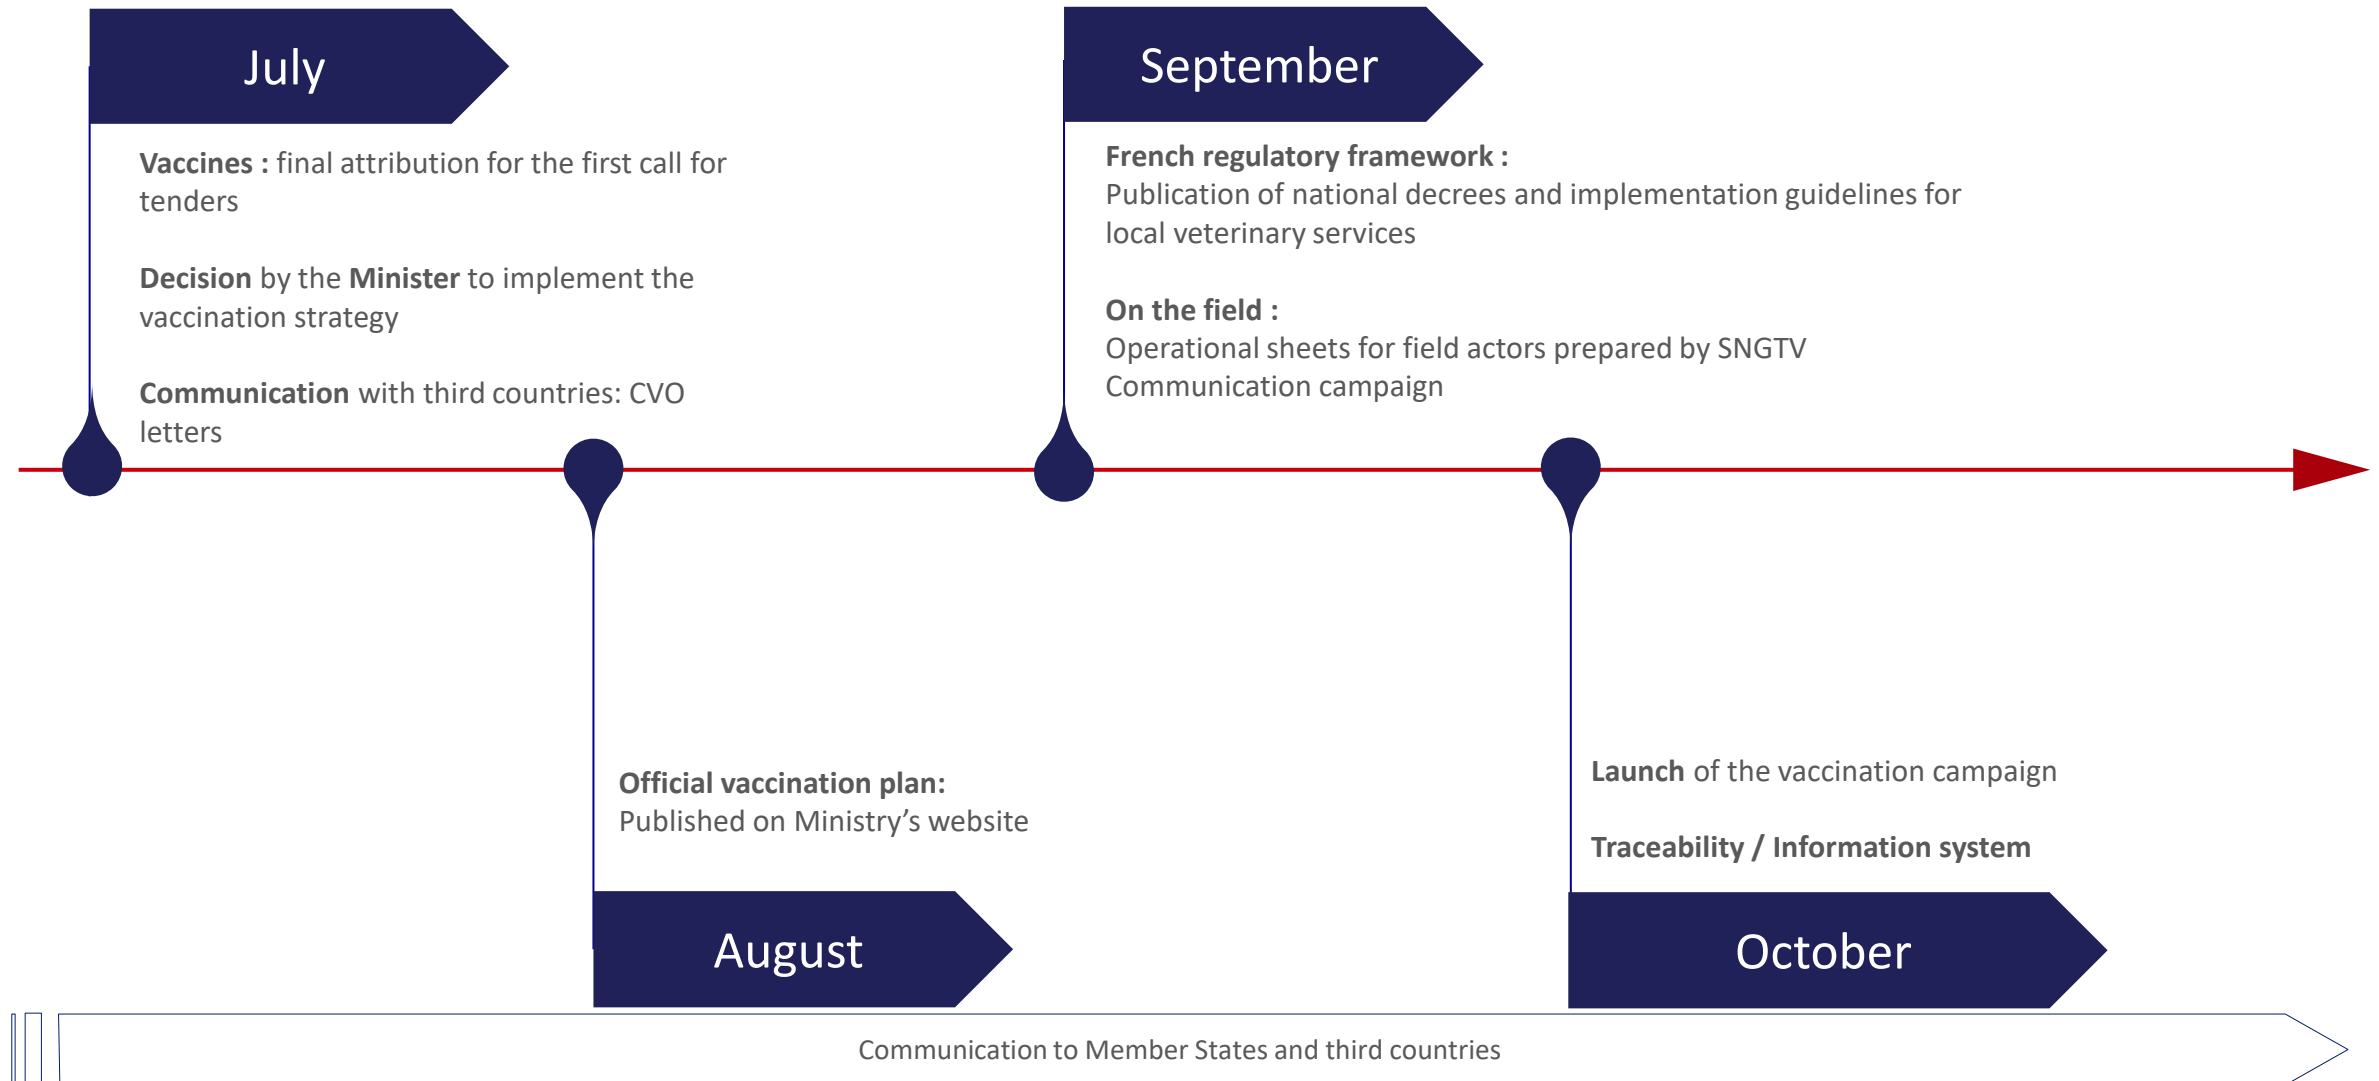 July
Vaccines : final attribution for the first call for
tenders
Decision by the Minister to implement the
vaccination strategy
Communication with third countries: CVO
letters
September
French regulatory framework :
Publication of national decrees and implementation guidelines for
local veterinary services
On the field :
Operational sheets for field actors prepared by SNGTV
Communication campaign
Official vaccination plan:
Published on Ministry’s website
August
Launch of the vaccination campaign
Traceability / Information system
October
Communication to Member States and third countries